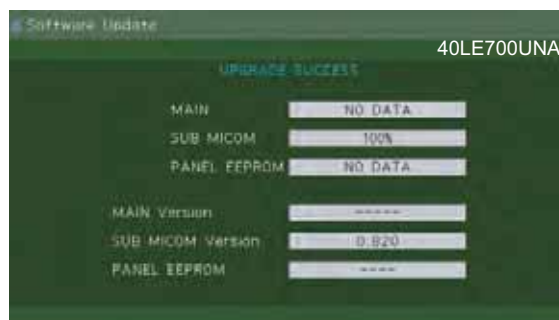 Software Update
40LE700UNA
UPGRADE SUCCESS
MAIN NO DATA
SUB MICOM 100%
PANEL EEPROM NO DATA
MAIN Version -----
SUB MICOM Version 0.820
PANEL EEPROM ----